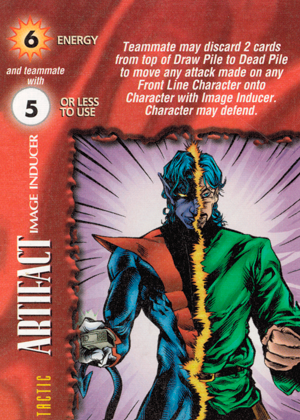 6 ENERGY
and teammate
with
5 OR LESS
TO USE
Teammate may discard 2 cards
from top of Draw Pile to Dead Pile
to move any attack made on any
Front Line Character onto
Character with Image Inducer.
Character may defend.
TACTIC
ARTIFACT
IMAGE INDUCER